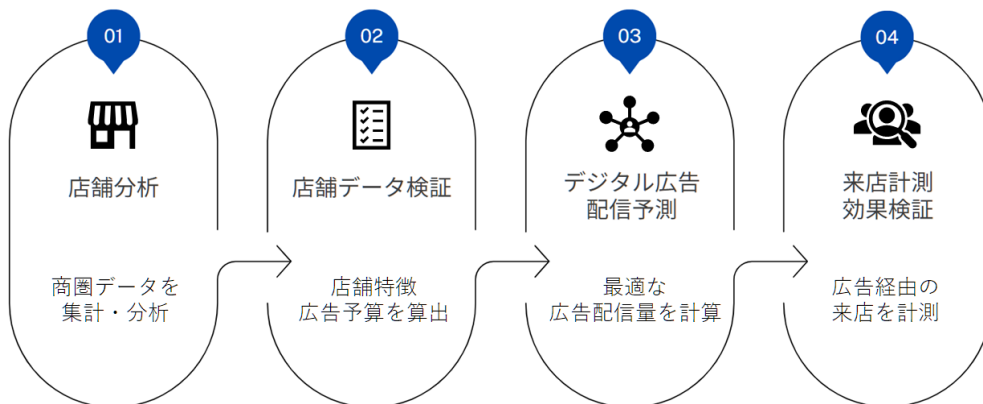 01
店舗分析
商圏データを
集計・分析
02
店舗データ検証
店舗特徴
広告予算を算出
03
デジタル広告
配信予測
最適な
広告配信量を計算
04
来店計測
効果検証
広告経由の
来店を計測